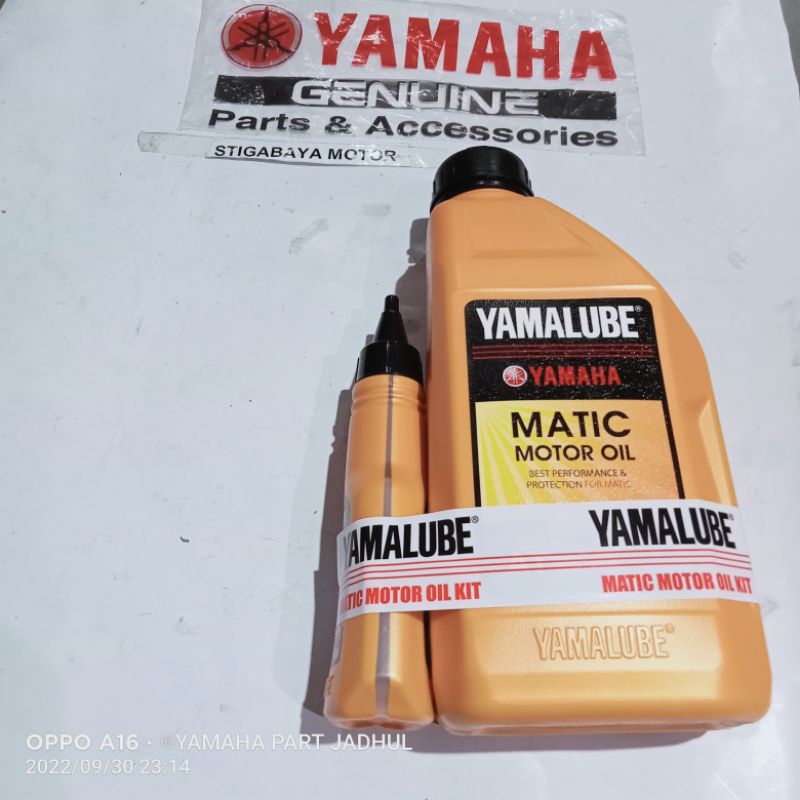 YAMAHA
GENUINE
Parts & Accessories
STIGABAYA MOTOR
YAMALUBE®
YAMAHA
MATIC
MOTOR OIL
BEST PERFORMANCE &
PROTECTION FOR MATIC
YAMALUBE®
MATIC MOTOR OIL KIT
YAMALUBE®
MATIC MOTOR OIL KIT
YAMALUBE®
OPPO A16 · ©YAMAHA PART JADHUL
2022/09/30 23:14